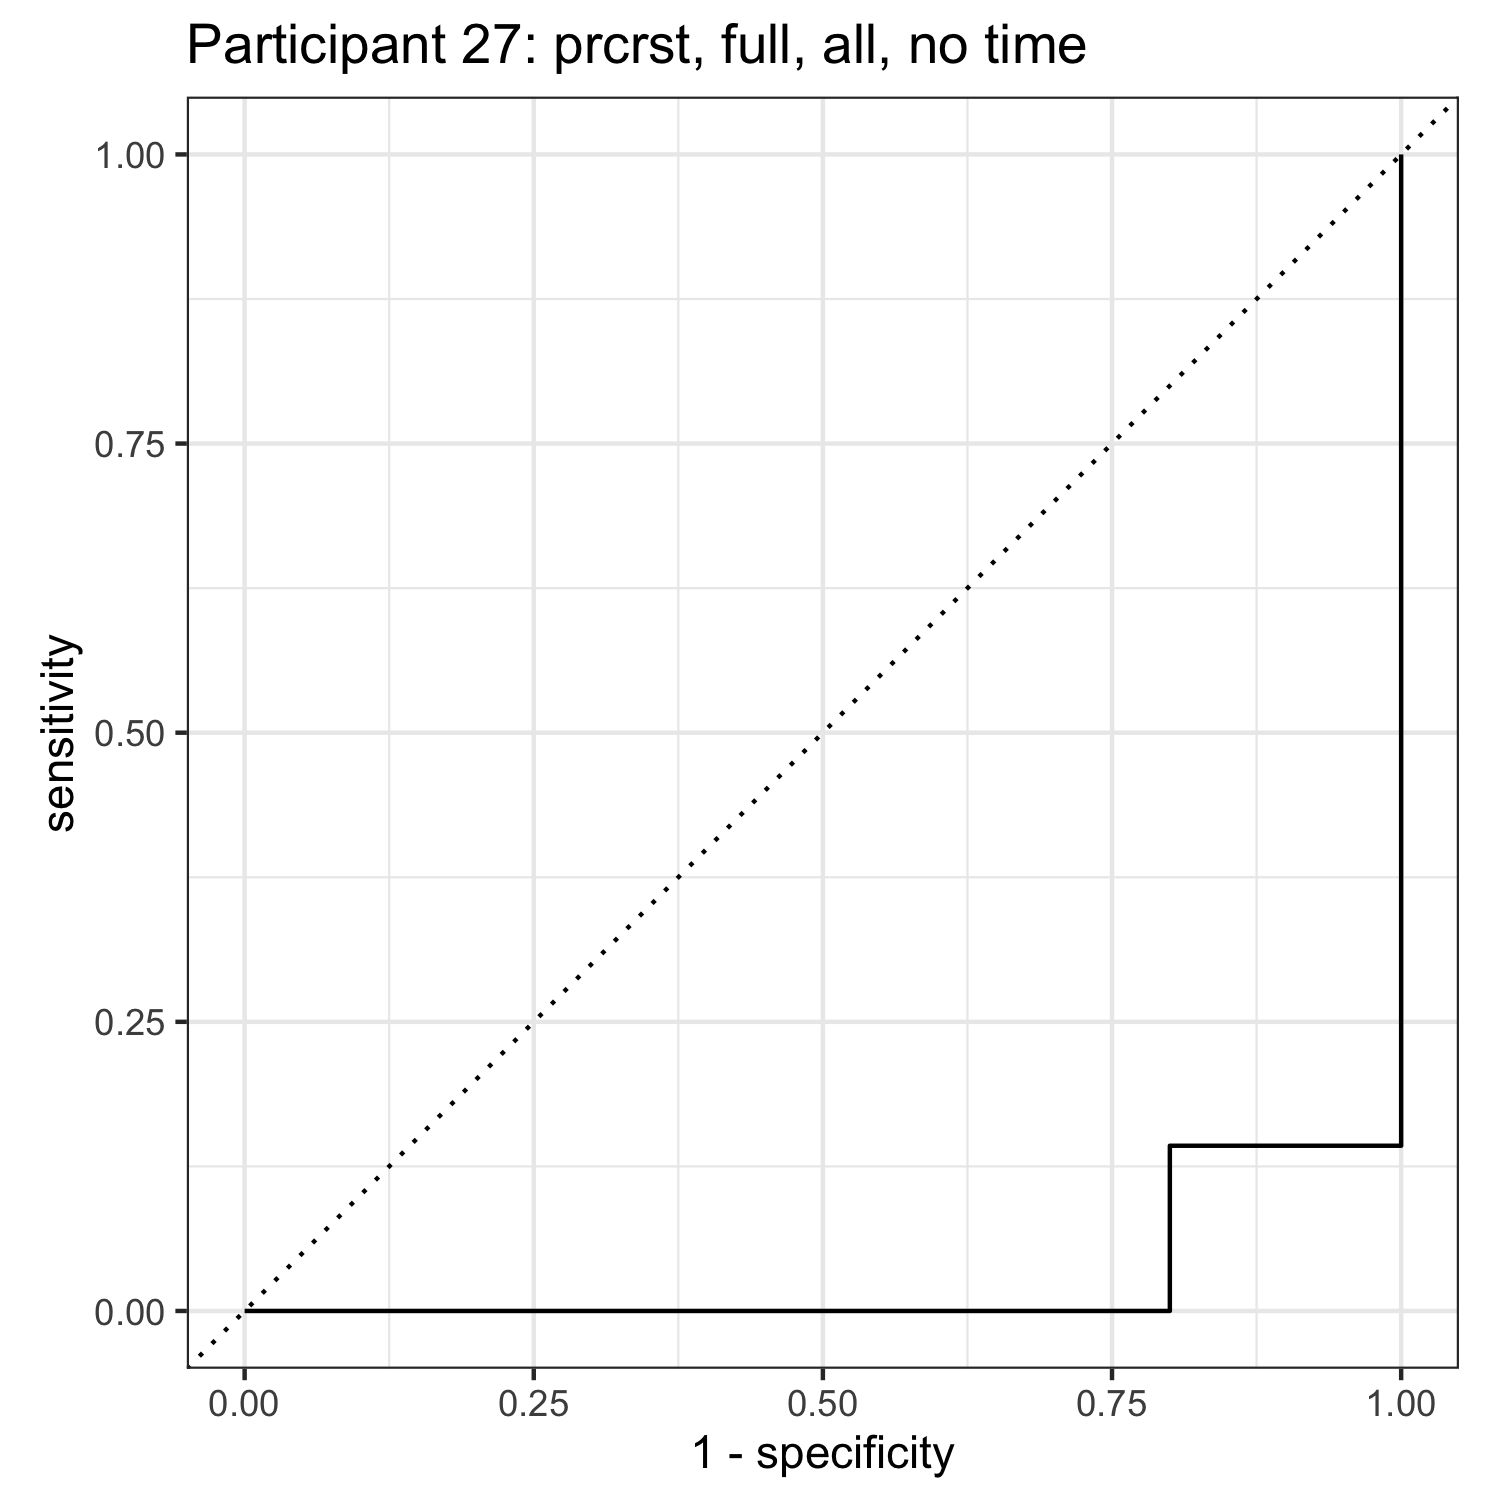 Participant 27: prcrst, full, all, no time
1.00
0.75
0.50
0.25
0.00
sensitivity
0.00 0.25 0.50 0.75 1.00
1 - specificity